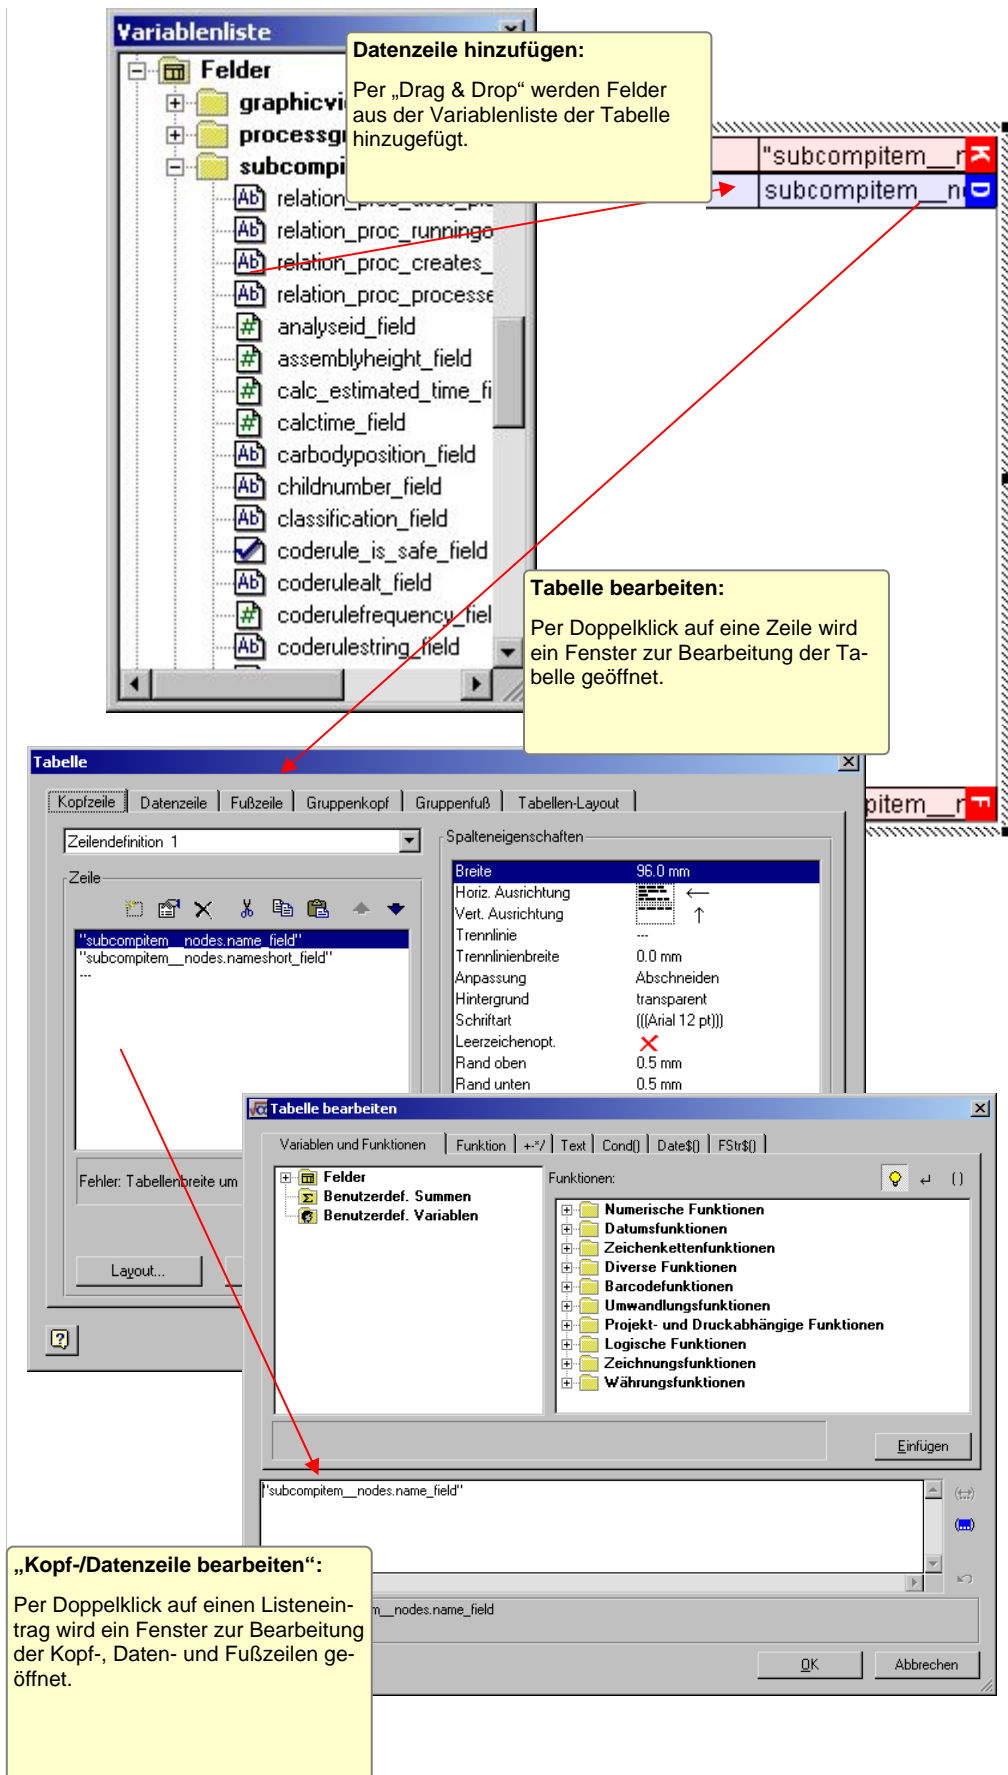 Variablenliste
Felder
graphicvi
processgr
subcompi
relation_proc_
relation_proc_runningo
relation_proc_creates_
relation_proc_processe
analyseid_field
assemblyheight_field
calc_estimated_time_fi
calctime_field
carbodyposition_field
childnumber_field
classification_field
coderule_is_safe_field
coderulealt_field
coderulefrequency_fiel
coderulestring_field
Datenzeile hinzufügen:
Per „Drag & Drop“ werden Felder
aus der Variablenliste der Tabelle
hinzugefügt.
"subcompitem__r K
subcompitem__n D
Tabelle bearbeiten:
Per Doppelklick auf eine Zeile wird
ein Fenster zur Bearbeitung der Ta-
belle geöffnet.
pitem__r F
Tabelle
Kopfzeile Datenzeile Fußzeile Gruppenkopf Gruppenfuß Tabellen-Layout
Zeilendefinition 1
Zeile
"subcompitem__nodes.name_field"
"subcompitem__nodes.nameshort_field"
---
Fehler: Tabellenbreite um
Layout...
Spalteneigenschaften
Breite 96.0 mm
Horiz. Ausrichtung
Vert. Ausrichtung
Trennlinie ---
Trennlinienbreite 0.0 mm
Anpassung Abschneiden
Hintergrund transparent
Schriftart (((Arial 12 pt)))
Leerzeichenopt.
Rand oben 0.5 mm
Rand unten 0.5 mm
Tabelle bearbeiten
Variablen und Funktionen Funktion +-*/ Text Cond() Date$() FStr$()
Felder
Benutzerdef. Summen
Benutzerdef. Variablen
Funktionen:
()
Numerische Funktionen
Datumsfunktionen
Zeichenkettenfunktionen
Diverse Funktionen
Barcodefunktionen
Umwandlungsfunktionen
Projekt- und Druckabhängige Funktionen
Logische Funktionen
Zeichnungsfunktionen
Währungsfunktionen
Einfügen
"subcompitem__nodes.name_field"
m__nodes.name_field
OK Abbrechen
„Kopf-/Datenzeile bearbeiten“:
Per Doppelklick auf einen Listenein-
trag wird ein Fenster zur Bearbeitung
der Kopf-, Daten- und Fußzeilen ge-
öffnet.